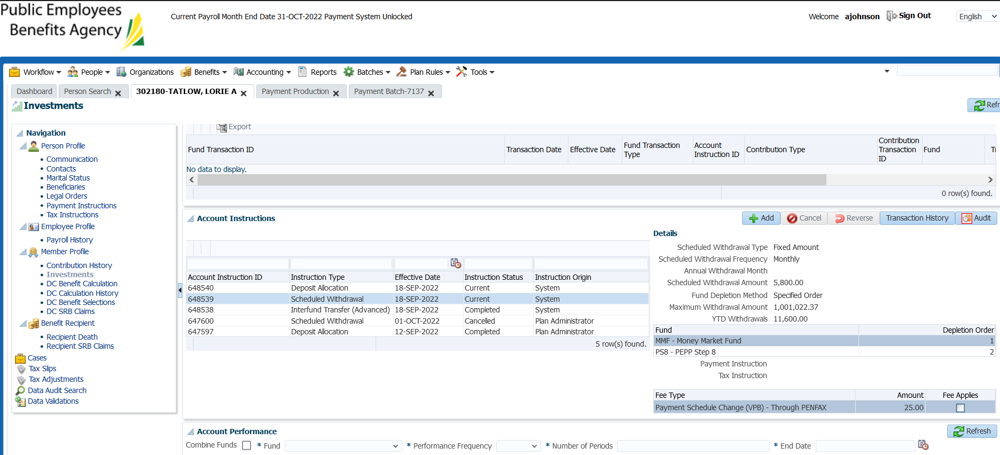 Public Employees
Benefits Agency
Current Payroll Month End Date 31-OCT-2022 Payment System Unlocked
Welcome ajohnson Sign Out English
Workflow People Organizations Benefits Accounting Reports Batches Plan Rules Tools
Dashboard Person Search 302180-TATLOW, LORIE A Payment Production Payment Batch-7137
Investments
Refr
Navigation
Person Profile
Communication
Contacts
Marital Status
Beneficiaries
Legal Orders
Payment Instructions
Tax Instructions
Employee Profile
Payroll History
Member Profile
Contribution History
Investments
DC Benefit Calculation
DC Calculation History
DC Benefit Selections
DC SRB Claims
Benefit Recipient
Recipient Death
Recipient SRB Claims
Cases
Tax Slips
Tax Adjustments
Data Audit Search
Data Validations
Export
Fund Transaction ID Transaction Date Effective Date Fund Transaction Type Account Instruction ID Contribution Type Contribution Transaction ID Fund
No data to display.
0 row(s) found.
Account Instructions
Add Cancel Reverse Transaction History Audit
Account Instruction ID Instruction Type Effective Date Instruction Status Instruction Origin
648540 Deposit Allocation 18-SEP-2022 Current System
648539 Scheduled Withdrawal 18-SEP-2022 Current System
648538 Interfund Transfer (Advanced) 18-SEP-2022 Completed System
647600 Scheduled Withdrawal 01-OCT-2022 Cancelled Plan Administrator
647597 Deposit Allocation 12-SEP-2022 Completed Plan Administrator
5 row(s) found.
Details
Scheduled Withdrawal Type Fixed Amount
Scheduled Withdrawal Frequency Monthly
Annual Withdrawal Month
Scheduled Withdrawal Amount 5,800.00
Fund Depletion Method Specified Order
Maximum Withdrawal Amount 1,001,022.37
YTD Withdrawals 11,600.00
Fund Depletion Order
MMF - Money Market Fund 1
PS8 - PEPP Step 8 2
Payment Instruction
Tax Instruction
Fee Type Amount Fee Applies
Payment Schedule Change (VPB) - Through PENFAX 25.00
Account Performance
Refresh
Combine Funds * Fund * Performance Frequency * Number of Periods * End Date